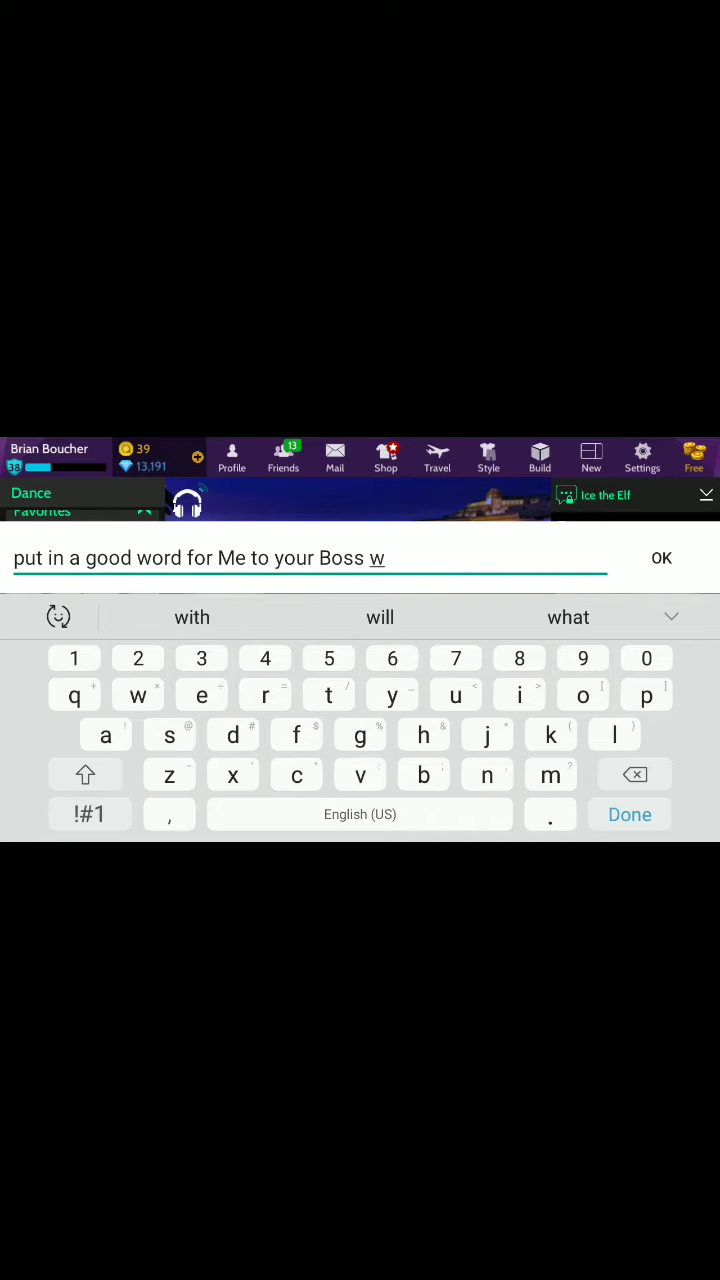 Brian Boucher
38
39
13,191
Profile
13
Friends
Mail
Shop
Travel
Style
Build
New
Settings
Free
Dance
Favorites
Ice the Elf
put in a good word for Me to your Boss w
OK
with will what
1 2 3 4 5 6 7 8 9 0
q w e r t y u i o p
a s d f g h j k l
z x c v b n m
!#1 , English (US) . Done